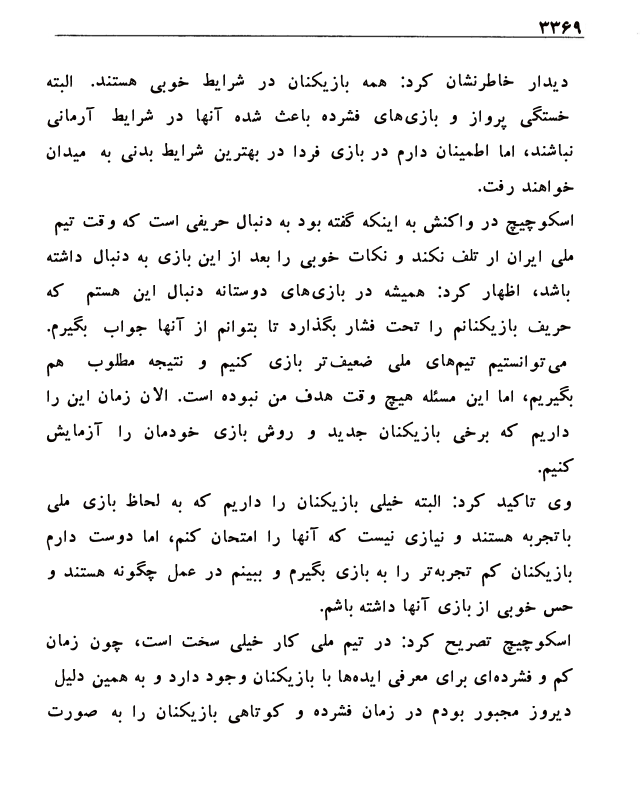 ۳۳۶۹
دیدار خاطرنشان کرد: همه بازیکنان در شرایط خوبی هستند. البته
خستگی پرواز و بازی‌های فشرده باعث شده آنها در شرایط آرمانی
نباشند، اما اطمینان دارم در بازی فردا در بهترین شرایط بدنی به میدان
خواهند رفت.
اسکوچیچ در واکنش به اینکه گفته بود به دنبال حریفی است که وقت تیم
ملی ایران ار تلف نکند و نکات خوبی را بعد از این بازی به دنبال داشته
باشد، اظهار کرد: همیشه در بازی‌های دوستانه دنبال این هستم که
حریف بازیکنانم را تحت فشار بگذارد تا بتوانم از آنها جواب بگیرم.
می‌توانستیم تیم‌های ملی ضعیف‌تر بازی کنیم و نتیجه مطلوب هم
بگیریم، اما این مسئله هیچ وقت هدف من نبوده است. الان زمان این را
داریم که برخی بازیکنان جدید و روش بازی خودمان را آزمایش
کنیم.
وی تاکید کرد: البته خیلی بازیکنان را داریم که به لحاظ بازی ملی
باتجربه هستند و نیازی نیست که آنها را امتحان کنم، اما دوست دارم
بازیکنان کم تجربه‌تر را به بازی بگیرم و ببینم در عمل چگونه هستند و
حس خوبی از بازی آنها داشته باشم.
اسکوچیچ تصریح کرد: در تیم ملی کار خیلی سخت است، چون زمان
کم و فشرده‌ای برای معرفی ایده‌ها با بازیکنان وجود دارد و به همین دلیل
دیروز مجبور بودم در زمان فشرده و کوتاهی بازیکنان را به صورت